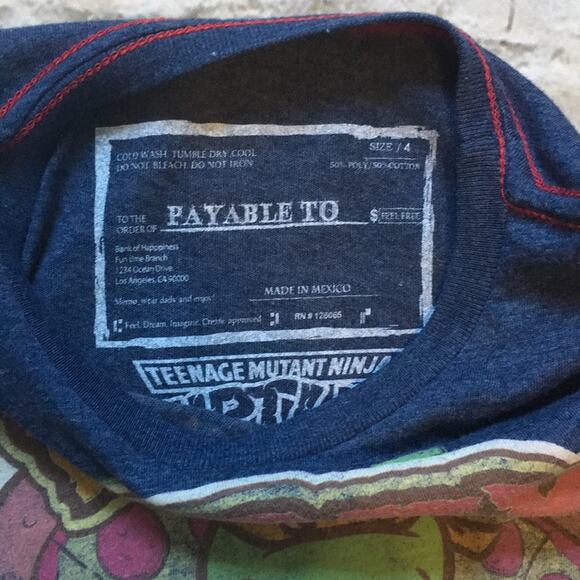 COLD WASH, TUMBLE DRY, COOL
DO NOT BLEACH. DO NOT IRON
SIZE / 4
50% POLY/50% COTTON
TO THE
ORDER OF
PAYABLE TO
$ FEEL FREE
Bank of Happiness
Fun time Branch
1234 Ocean Drive
Los Angeles, CA 90000
MADE IN MEXICO
Memo: wear dads and enjoy!
Feel. Dream. Imagine. Create approved
RN # 128065
TEENAGE MUTANT NINJA